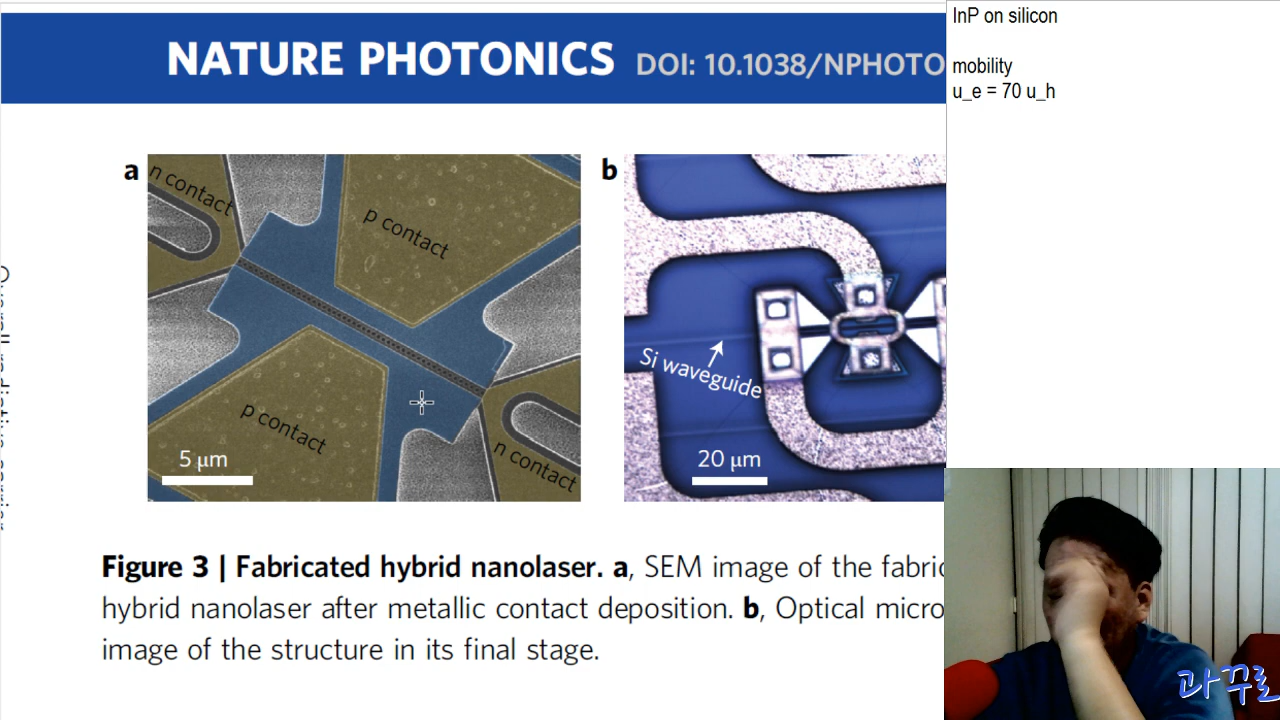 NATURE PHOTONICS DOI: 10.1038/NPHOTO
InP on silicon
mobility
u_e = 70 u_h
a
n contact
p contact
p contact
n contact
5 μm
b
Si waveguide
20 μm
Figure 3 | Fabricated hybrid nanolaser. a, SEM image of the fabric
hybrid nanolaser after metallic contact deposition. b, Optical micro
image of the structure in its final stage.
과꾸로